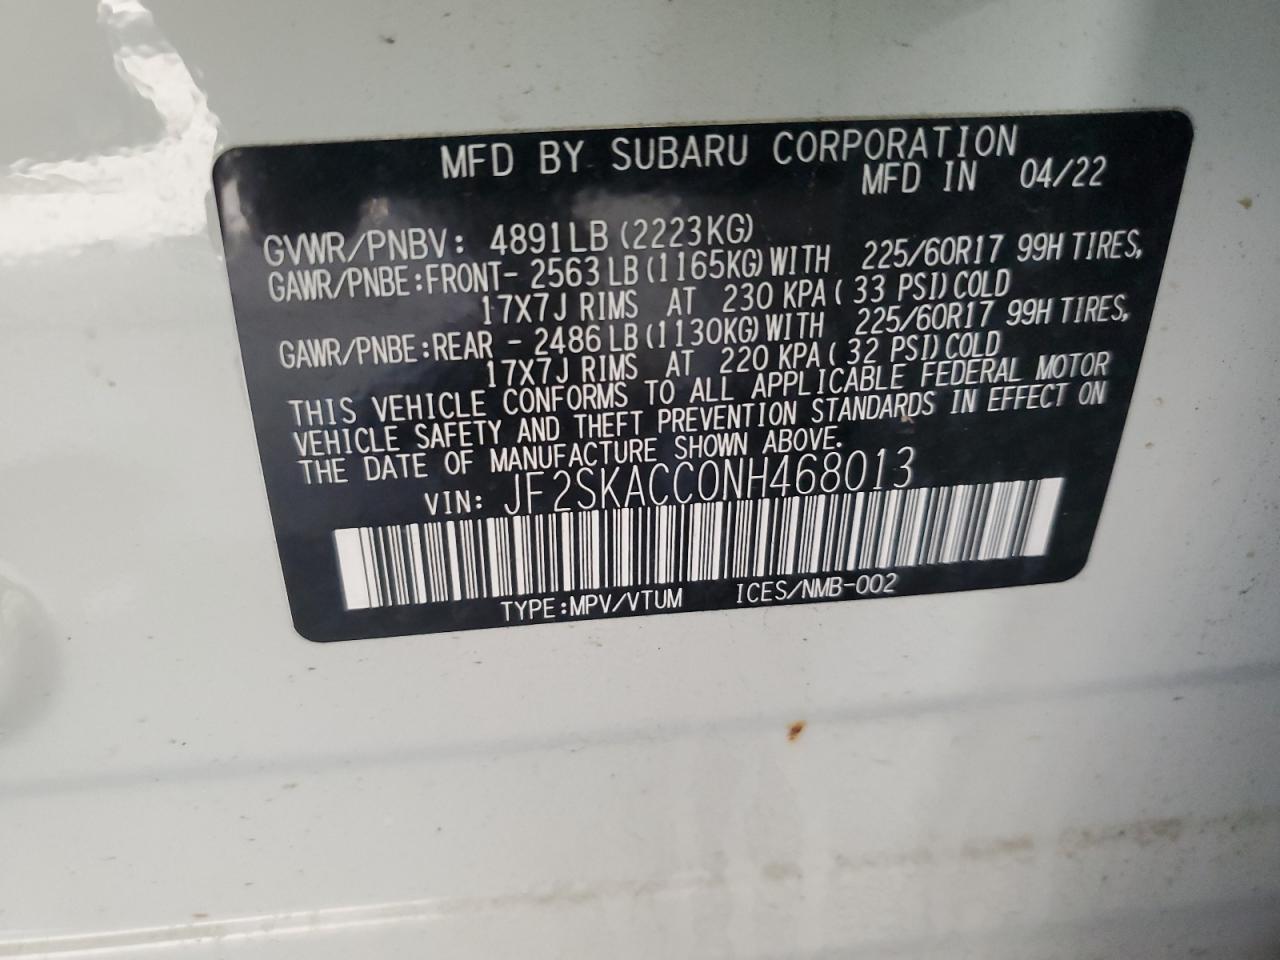 MFD BY SUBARU CORPORATION
MFD IN 04/22
GVWR/PNBV: 4891LB (2223KG)
GAWR/PNBE:FRONT- 2563LB(1165KG)WITH 225/60R17 99H TIRES,
17X7J RIMS AT 230 KPA( 33 PSI)COLD
GAWR/PNBE:REAR - 2486LB(1130KG)WITH 225/60R17 99H TIRES,
17X7J RIMS AT 220 KPA( 32 PSI)COLD
THIS VEHICLE CONFORMS TO ALL APPLICABLE FEDERAL MOTOR
VEHICLE SAFETY AND THEFT PREVENTION STANDARDS IN EFFECT ON
THE DATE OF MANUFACTURE SHOWN ABOVE.
VIN: JF2SKACC0NH468013
TYPE:MPV/VTUM ICES/NMB-002